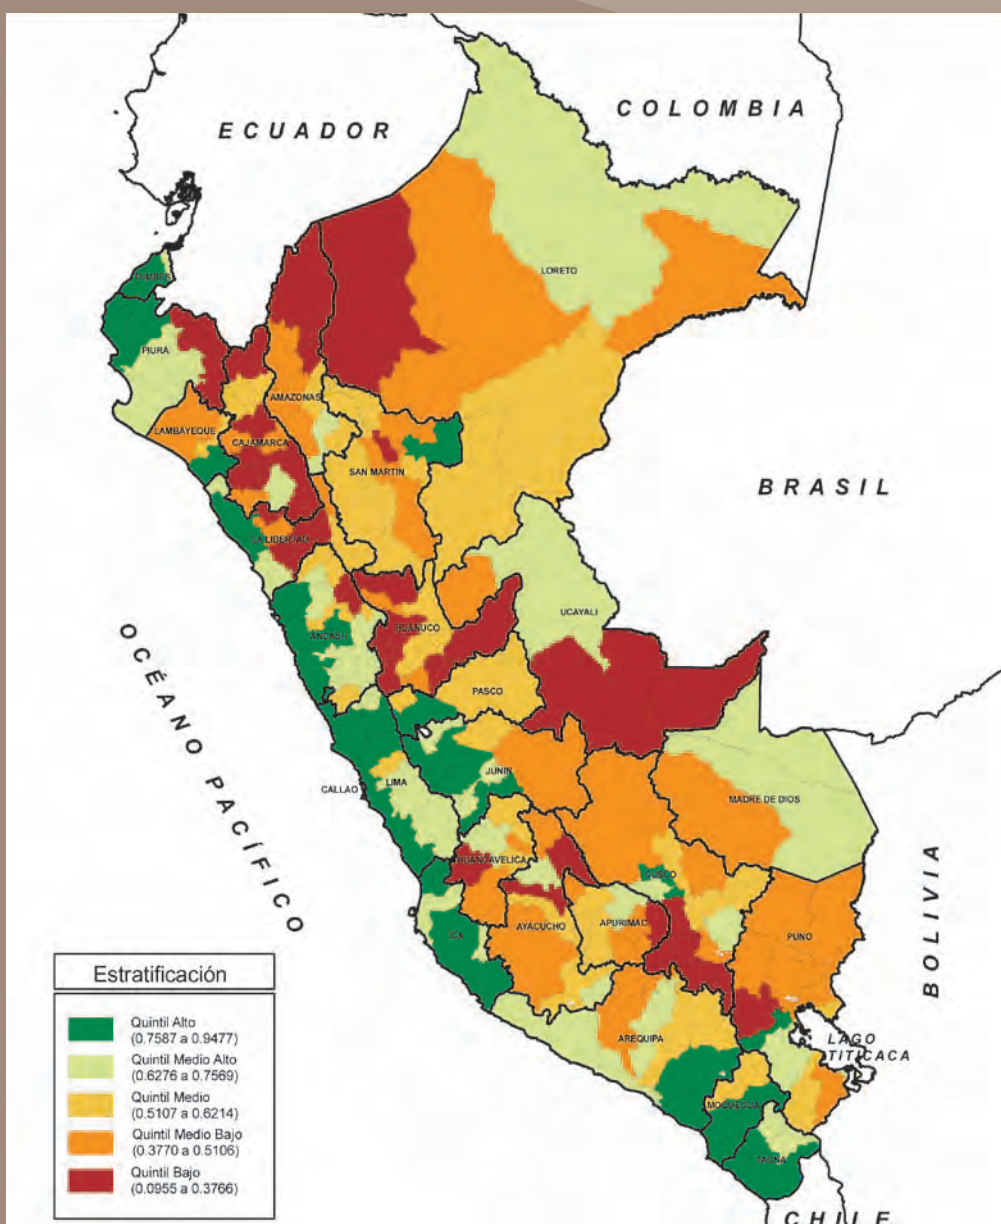 COLOMBIA
ECUADOR
LORETO
TUMBES
PIURA
AMAZONAS
LAMBAYEQUE
CAJAMARCA
SAN MARTIN
BRASIL
LA LIBERTAD
UCAYALI
ANCASH
HUANUCO
OCÉANO PACÍFICO
PASCO
LIMA
JUNIN
CALLAO
MADRE DE DIOS
HUANCAVELICA
CUSCO
BOLIVIA
AYACUCHO
APURIMAC
ICA
PUNO
AREQUIPA
LAGO
TITICACA
MOQUEGUA
TACNA
CHILE
Estratificación
Quintil Alto
(0.7587 a 0.9477)
Quintil Medio Alto
(0.6276 a 0.7569)
Quintil Medio
(0.5107 a 0.6214)
Quintil Medio Bajo
(0.3770 a 0.5106)
Quintil Bajo
(0.0955 a 0.3766)